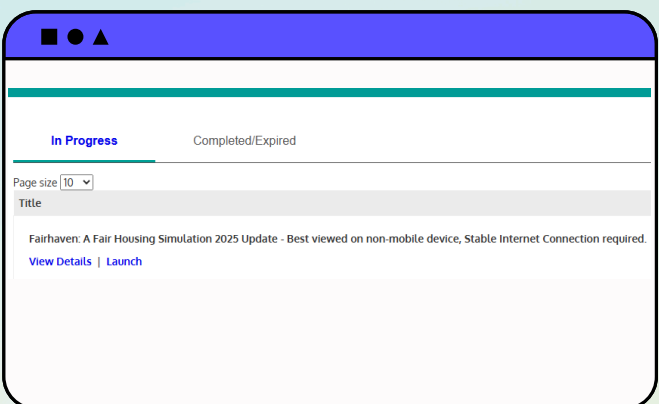 In Progress Completed/Expired
Page size 10
Title
Fairhaven: A Fair Housing Simulation 2025 Update - Best viewed on non-mobile device, Stable Internet Connection required.
View Details | Launch